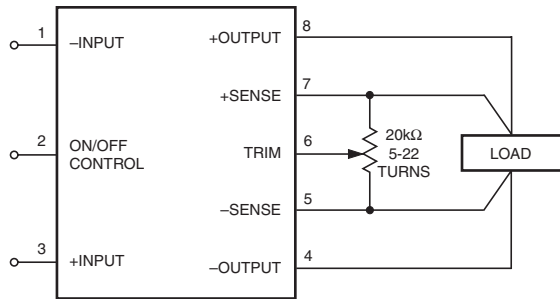 1 –INPUT +OUTPUT 8
+SENSE 7
20kΩ
2 ON/OFF CONTROL TRIM 6 5-22 TURNS LOAD
–SENSE 5
3 +INPUT –OUTPUT 4